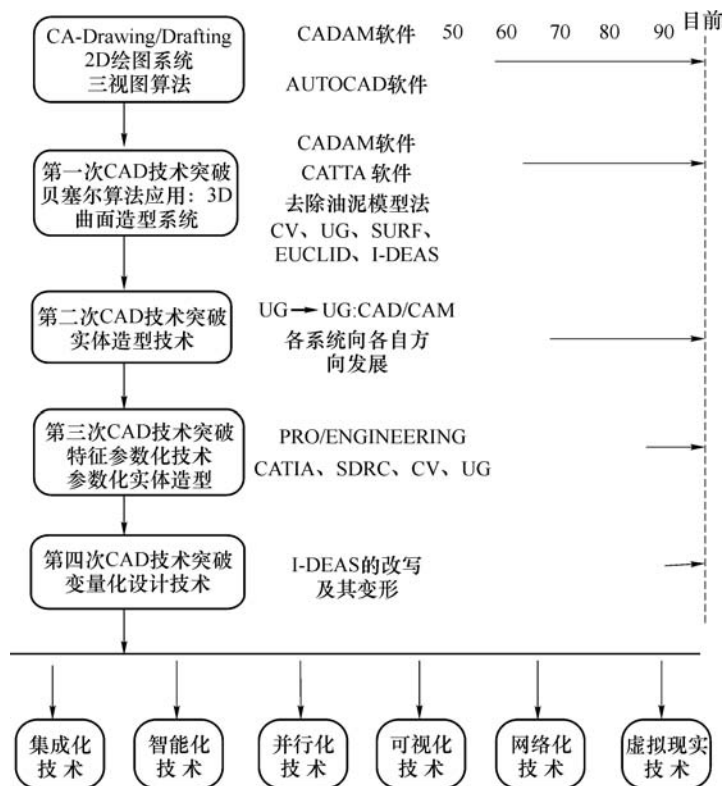 CA-Drawing/Drafting
2D绘图系统
三视图算法
CADAM软件
50 60 70 80 90 目前
AUTOCAD软件
第一次CAD技术突破
贝塞尔算法应用：3D
曲面造型系统
CADAM软件
CATTA 软件
去除油泥模型法
CV、UG、SURF、
EUCLID、I-DEAS
第二次CAD技术突破
实体造型技术
UG→UG:CAD/CAM
各系统向各自方
向发展
第三次CAD技术突破
特征参数化技术
参数化实体造型
PRO/ENGINEERING
CATIA、SDRC、CV、UG
第四次CAD技术突破
变量化设计技术
I-DEAS的改写
及其变形
集成化
技 术
智能化
技 术
并行化
技 术
可视化
技 术
网络化
技 术
虚拟现实
技 术